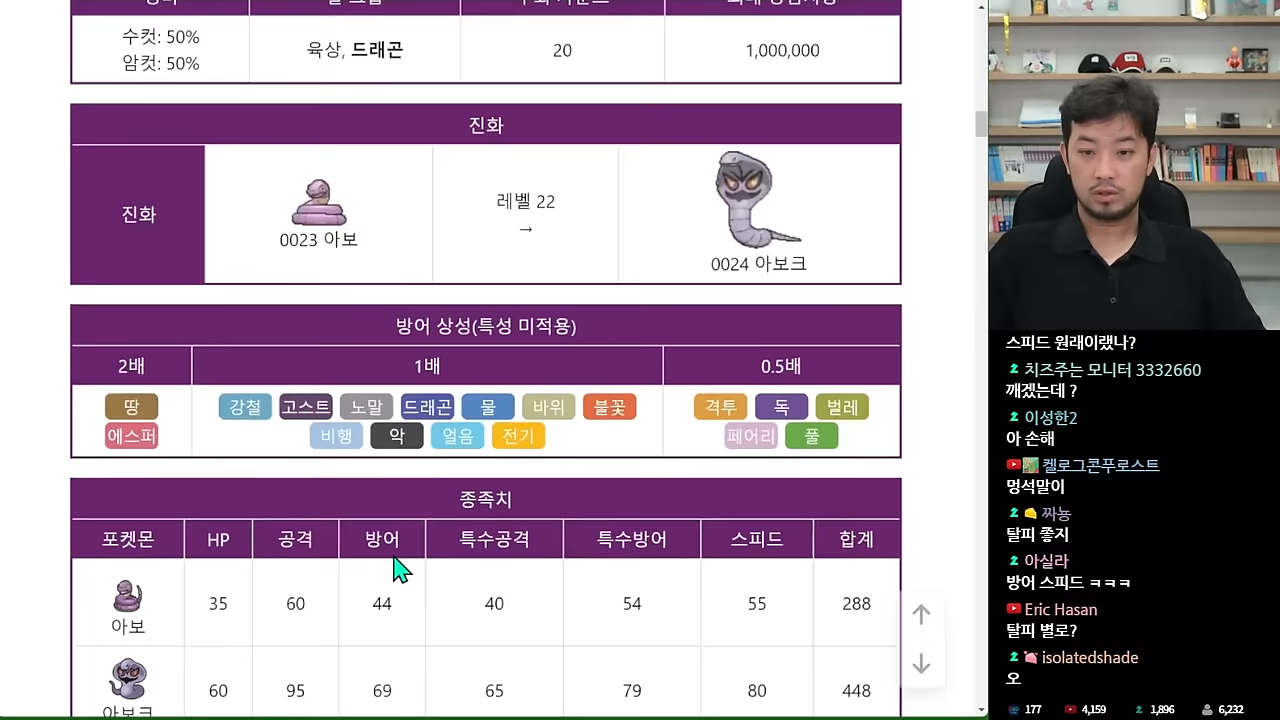 수컷: 50%
암컷: 50%
육상, 드래곤
20
1,000,000
진화
진화
0023 아보
레벨 22
→
0024 아보크
방어 상성(특성 미적용)
2배
1배
0.5배
땅
에스퍼
강철 고스트 노말 드래곤 물 바위 불꽃
비행 악 얼음 전기
격투 독 벌레
페어리 풀
종족치
포켓몬 HP 공격 방어 특수공격 특수방어 스피드 합계
아보 35 60 44 40 54 55 288
아보크 60 95 69 65 79 80 448
스피드 원래이랬나?
치즈주는 모니터 3332660
깨겠는데 ?
이성한2
아 손해
켈로그콘푸로스트
멍석말이
짜뇽
탈피 좋지
아실라
방어 스피드 ㅋㅋㅋ
Eric Hasan
탈피 별로?
isolatedshade
오
177 4,159 1,896 6,232